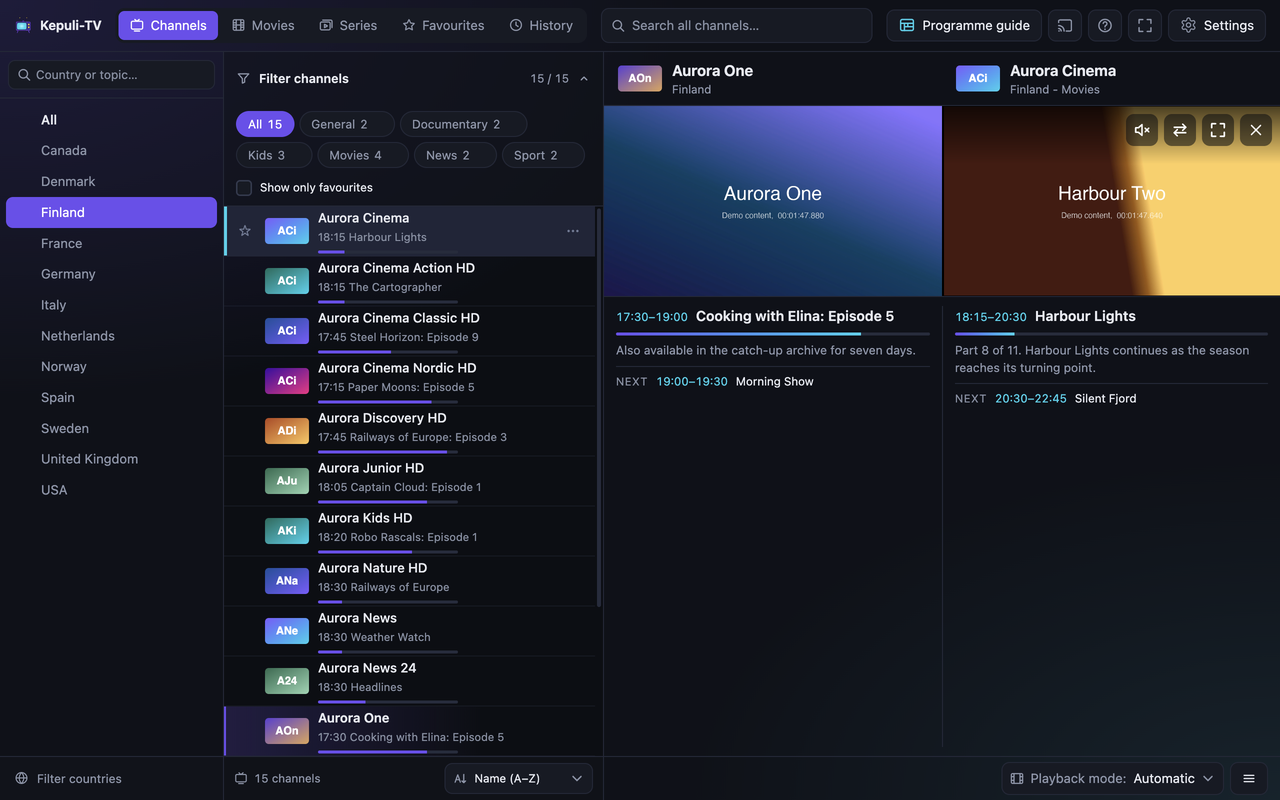 Kepuli-TV
Channels
Movies
Series
Favourites
History
Search all channels...
Programme guide
Settings
Country or topic...
All
Canada
Denmark
Finland
France
Germany
Italy
Netherlands
Norway
Spain
Sweden
United Kingdom
USA
Filter countries
Filter channels
15 / 15
All 15
General 2
Documentary 2
Kids 3
Movies 4
News 2
Sport 2
Show only favourites
ACi
Aurora Cinema
18:15 Harbour Lights
ACi
Aurora Cinema Action HD
18:15 The Cartographer
ACi
Aurora Cinema Classic HD
17:45 Steel Horizon: Episode 9
ACi
Aurora Cinema Nordic HD
17:15 Paper Moons: Episode 5
ADi
Aurora Discovery HD
17:45 Railways of Europe: Episode 3
AJu
Aurora Junior HD
18:05 Captain Cloud: Episode 1
AKi
Aurora Kids HD
18:20 Robo Rascals: Episode 1
ANa
Aurora Nature HD
18:30 Railways of Europe
ANe
Aurora News
18:30 Weather Watch
A24
Aurora News 24
18:30 Headlines
AOn
Aurora One
17:30 Cooking with Elina: Episode 5
15 channels
Name (A–Z)
AOn
Aurora One
Finland
Aurora One
Demo content, 00:01:47.880
17:30–19:00 Cooking with Elina: Episode 5
Also available in the catch-up archive for seven days.
NEXT 19:00–19:30 Morning Show
ACi
Aurora Cinema
Finland - Movies
Harbour Two
Demo content, 00:01:47.840
18:15–20:30 Harbour Lights
Part 8 of 11. Harbour Lights continues as the season
reaches its turning point.
NEXT 20:30–22:45 Silent Fjord
Playback mode: Automatic